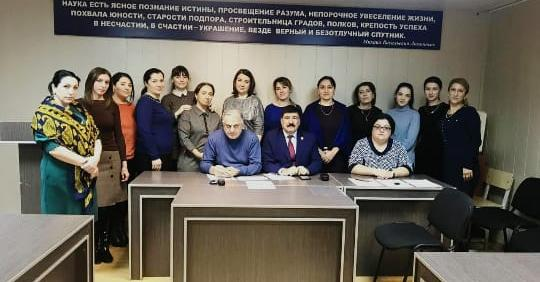 НАУКА ЕСТЬ ЯСНОЕ ПОЗНАНИЕ ИСТИНЫ, ПРОСВЕЩЕНИЕ РАЗУМА, НЕПОРОЧНОЕ УВЕСЕЛЕНИЕ ЖИЗНИ,
ПОХВАЛА ЮНОСТИ, СТАРОСТИ ПОДПОРА, СТРОИТЕЛЬНИЦА ГРАДОВ, ПОЛКОВ, КРЕПОСТЬ УСПЕХА
В НЕСЧАСТИИ, В СЧАСТИИ – УКРАШЕНИЕ, ВЕЗДЕ ВЕРНЫЙ И БЕЗОТЛУЧНЫЙ СПУТНИК.
Михаил Васильевич Ломоносов